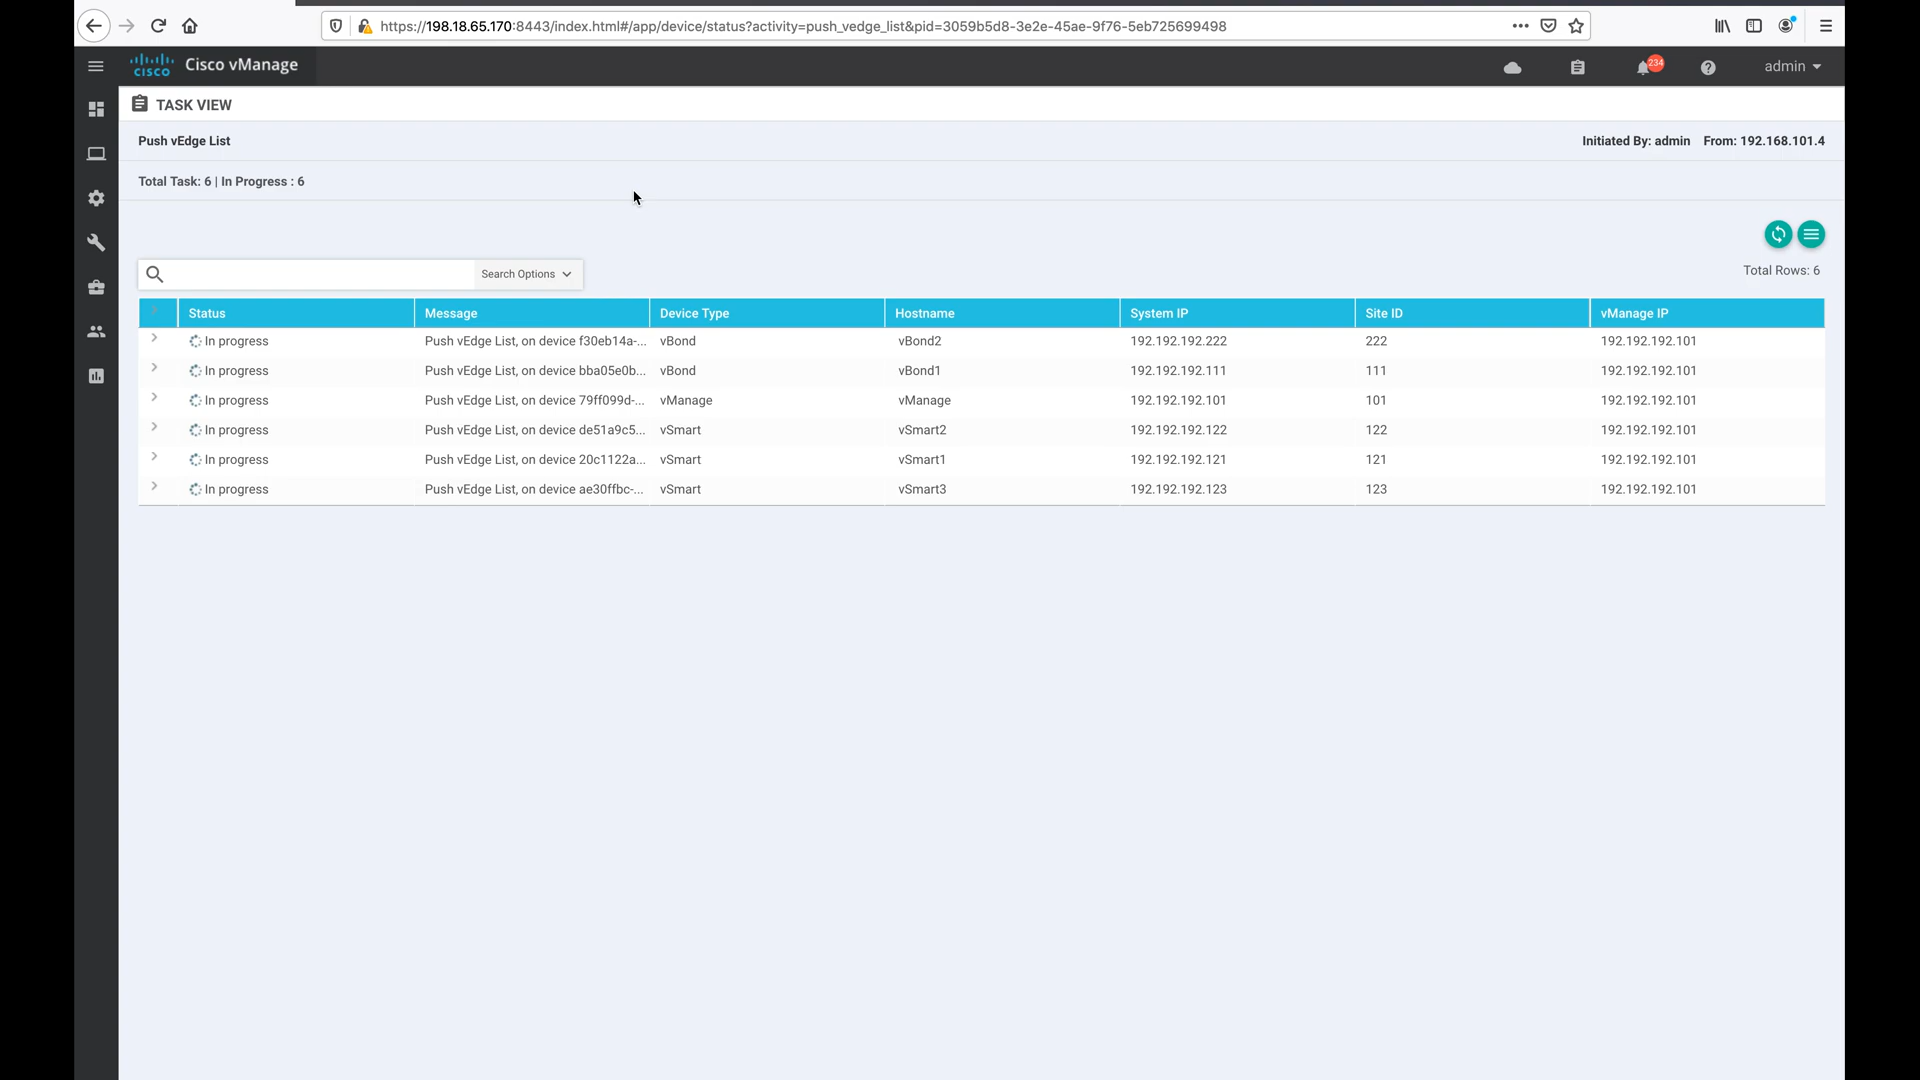 https://198.18.65.170:8443/index.html#/app/device/status?activity=push_vedge_list&pid=3059b5d8-3e2e-45ae-9f76-5eb725699498
cisco Cisco vManage 234 admin
TASK VIEW
Push vEdge List Initiated By: admin From: 192.168.101.4
Total Task: 6 | In Progress : 6
Search Options Total Rows: 6
Status Message Device Type Hostname System IP Site ID vManage IP
In progress Push vEdge List, on device f30eb14a-... vBond vBond2 192.192.192.222 222 192.192.192.101
In progress Push vEdge List, on device bba05e0b... vBond vBond1 192.192.192.111 111 192.192.192.101
In progress Push vEdge List, on device 79ff099d-... vManage vManage 192.192.192.101 101 192.192.192.101
In progress Push vEdge List, on device de51a9c5... vSmart vSmart2 192.192.192.122 122 192.192.192.101
In progress Push vEdge List, on device 20c1122a... vSmart vSmart1 192.192.192.121 121 192.192.192.101
In progress Push vEdge List, on device ae30ffbc-... vSmart vSmart3 192.192.192.123 123 192.192.192.101